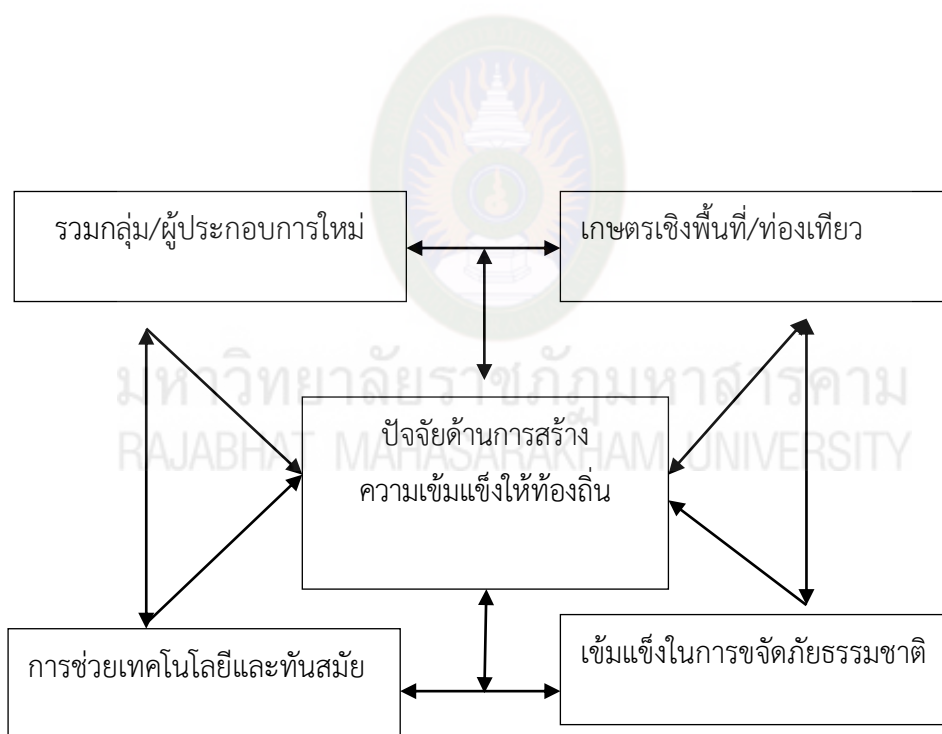 รวมกลุ่ม/ผู้ประกอบการใหม่
เกษตรเชิงพื้นที่/ท่องเทียว
มหาวิทยาลัยราชภัฏมหาสารคาม
RAJABHAT MAHASARAKHAM UNIVERSITY
ปัจจัยด้านการสร้าง
ความเข้มแข็งให้ท้องถิ่น
การช่วยเทคโนโลยีและทันสมัย
เข้มแข็งในการขจัดภัยธรรมชาติ